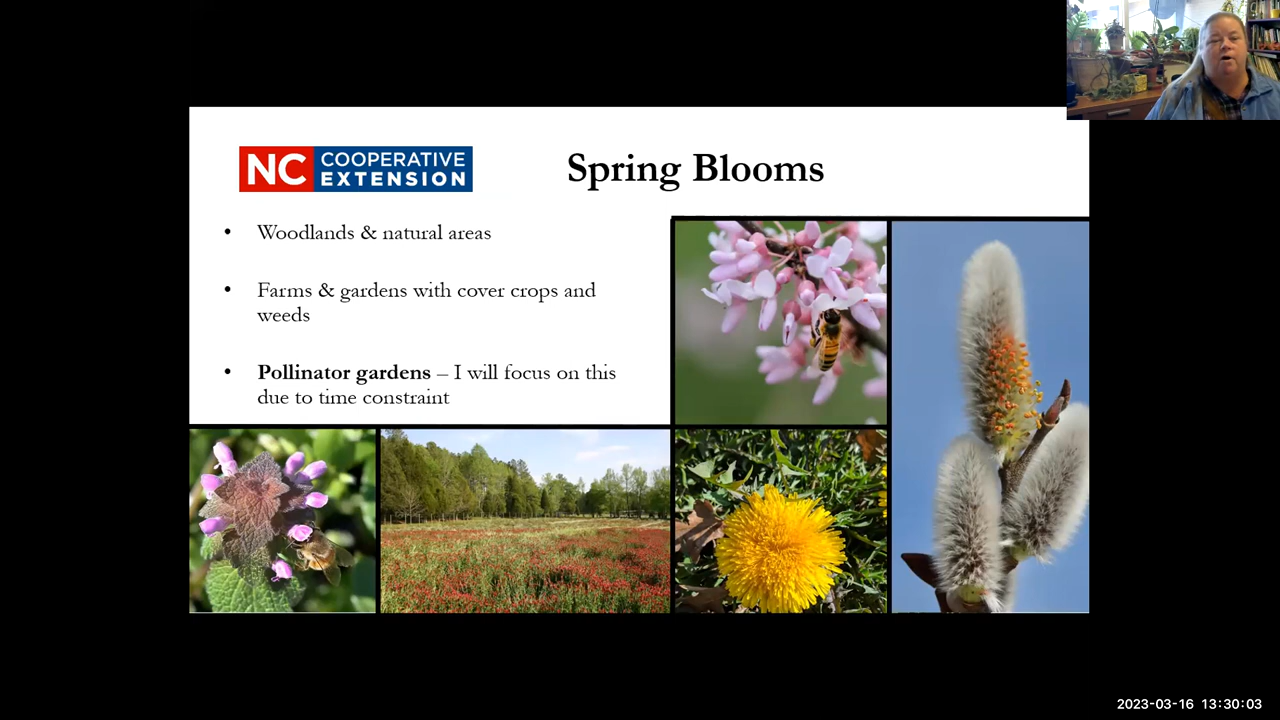 NC COOPERATIVE
EXTENSION
Spring Blooms
• Woodlands & natural areas
• Farms & gardens with cover crops and
weeds
• Pollinator gardens – I will focus on this
due to time constraint
2023-03-16 13:30:03